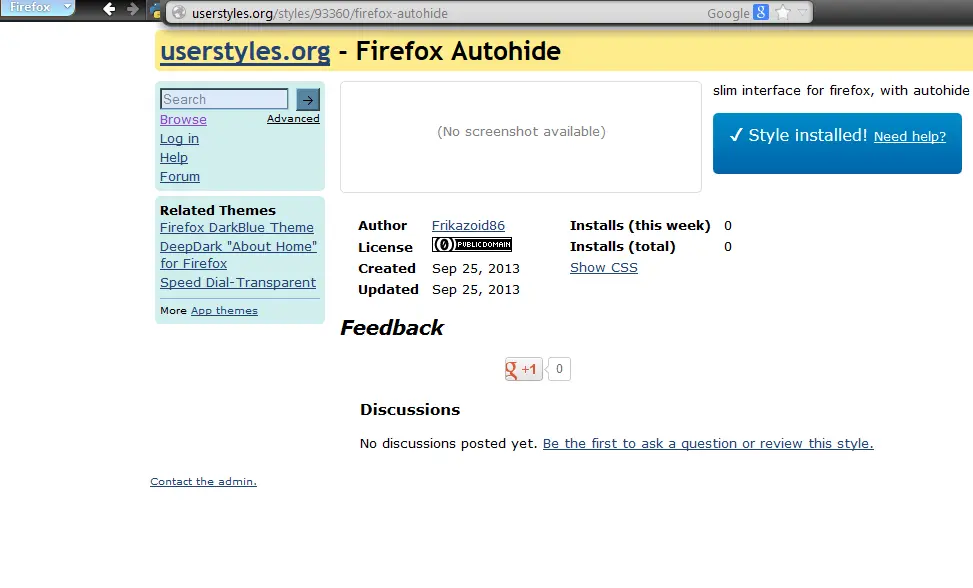 Firefox
userstyles.org/styles/93360/firefox-autohide Google 8
userstyles.org - Firefox Autohide
Search →
Browse Advanced
Log in
Help
Forum
Related Themes
Firefox DarkBlue Theme
DeepDark "About Home"
for Firefox
Speed Dial-Transparent
More App themes
(No screenshot available)
slim interface for firefox, with autohide
✓ Style installed! Need help?
Author Frikazoid86
License (0) PUBLIC DOMAIN
Created Sep 25, 2013
Updated Sep 25, 2013
Installs (this week) 0
Installs (total) 0
Show CSS
Feedback
g +1 0
Discussions
No discussions posted yet. Be the first to ask a question or review this style.
Contact the admin.